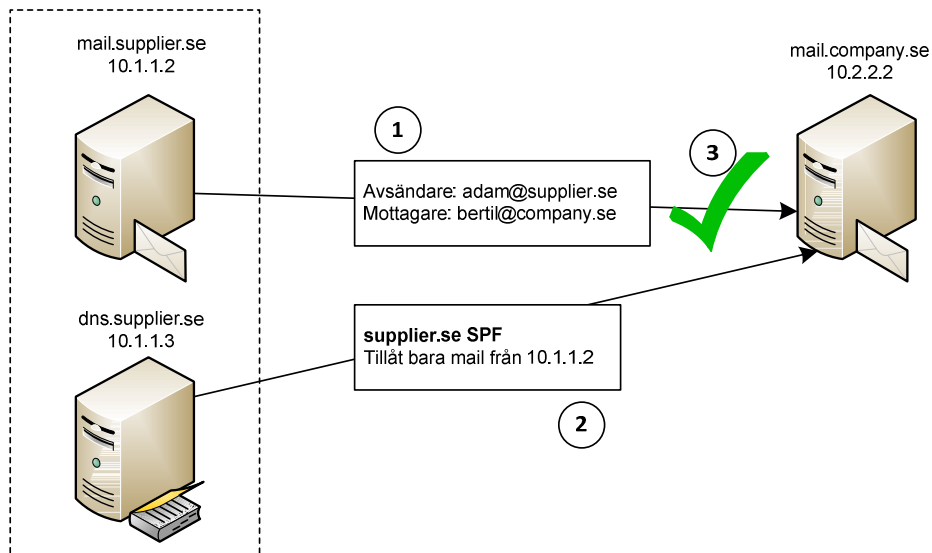 mail.supplier.se
10.1.1.2
mail.company.se
10.2.2.2
1
3
Avsändare: adam@supplier.se
Mottagare: bertil@company.se
dns.supplier.se
10.1.1.3
supplier.se SPF
Tillåt bara mail från 10.1.1.2
2